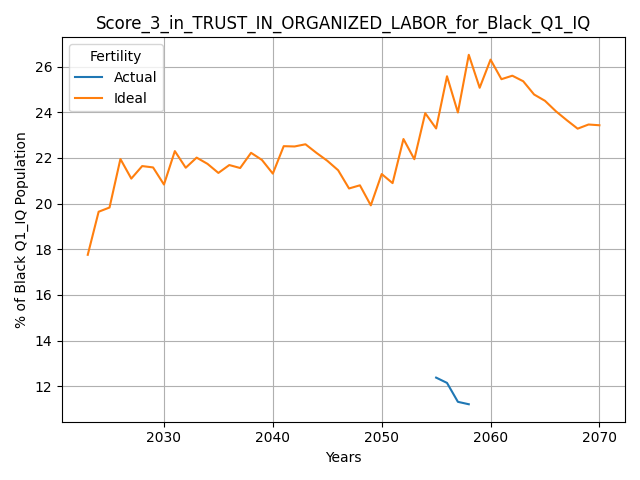 Score_3_in_TRUST_IN_ORGANIZED_LABOR_for_Black_Q1_IQ
Fertility
Actual
Ideal
% of Black Q1_IQ Population
26
24
22
20
18
16
14
12
2030
2040
2050
2060
2070
Years